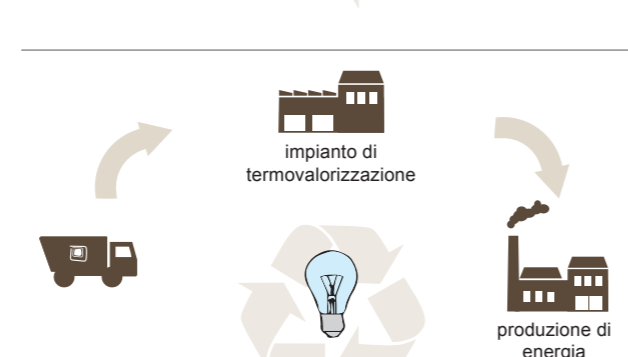 impianto di
termovalorizzazione
produzione di
energia